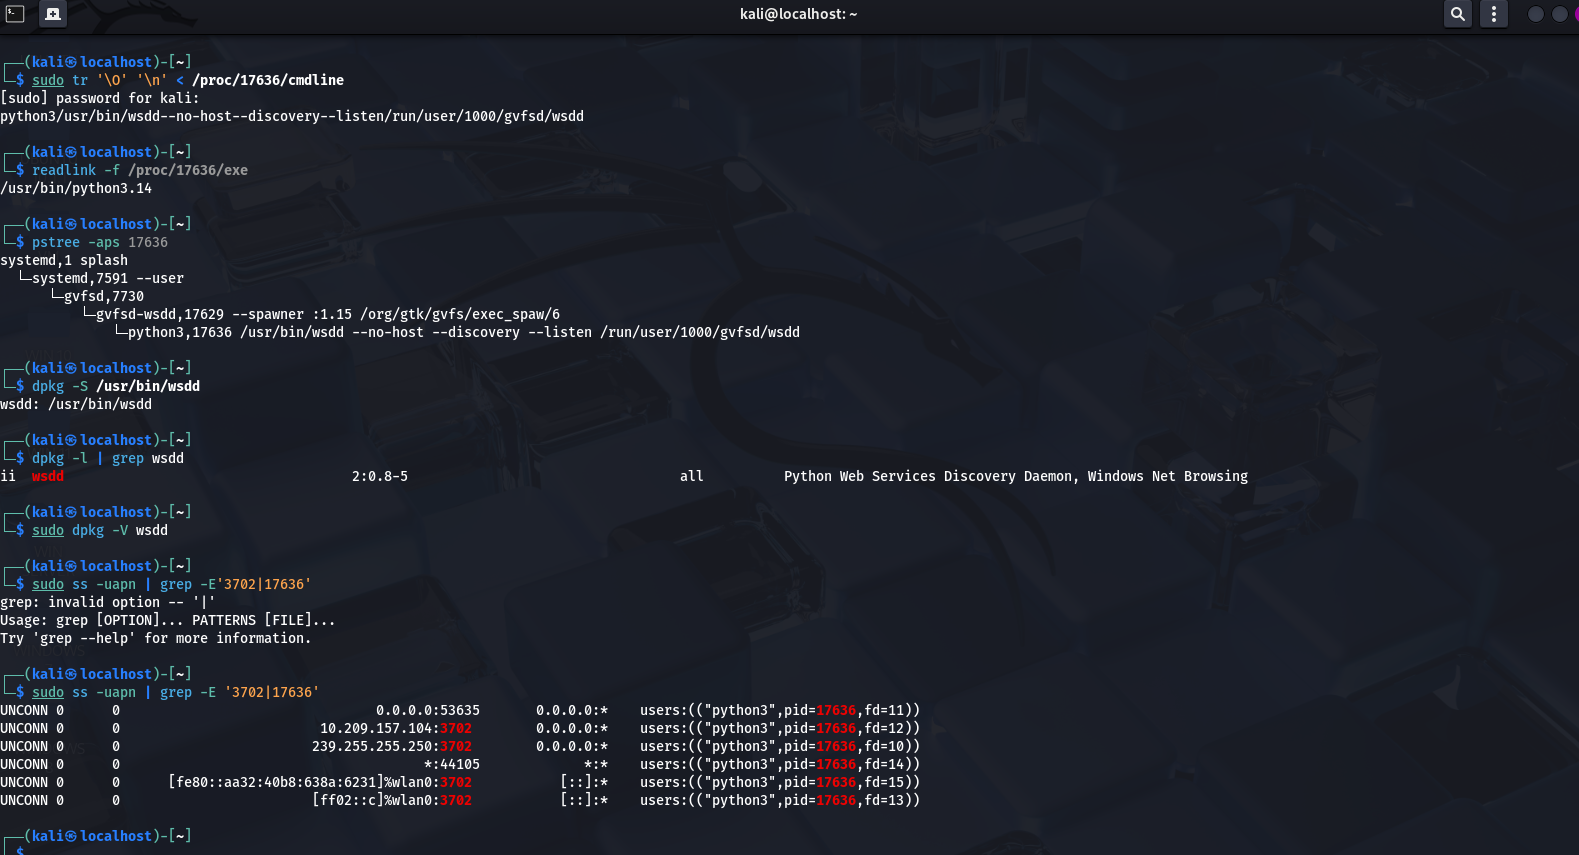 kali@localhost: ~
┌──(kali㉿localhost)-[~]
└─$ sudo tr '\O' '\n' < /proc/17636/cmdline
[sudo] password for kali:
python3/usr/bin/wsdd--no-host--discovery--listen/run/user/1000/gvfsd/wsdd
┌──(kali㉿localhost)-[~]
└─$ readlink -f /proc/17636/exe
/usr/bin/python3.14
┌──(kali㉿localhost)-[~]
└─$ pstree -aps 17636
systemd,1 splash
  └─systemd,7591 --user
      └─gvfsd,7730
          └─gvfsd-wsdd,17629 --spawner :1.15 /org/gtk/gvfs/exec_spaw/6
              └─python3,17636 /usr/bin/wsdd --no-host --discovery --listen /run/user/1000/gvfsd/wsdd
┌──(kali㉿localhost)-[~]
└─$ dpkg -S /usr/bin/wsdd
wsdd: /usr/bin/wsdd
┌──(kali㉿localhost)-[~]
└─$ dpkg -l | grep wsdd
ii  wsdd                                    2:0.8-5                                  all          Python Web Services Discovery Daemon, Windows Net Browsing
┌──(kali㉿localhost)-[~]
└─$ sudo dpkg -V wsdd
┌──(kali㉿localhost)-[~]
└─$ sudo ss -uapn | grep -E'3702|17636'
grep: invalid option -- '|'
Usage: grep [OPTION]... PATTERNS [FILE]...
Try 'grep --help' for more information.
┌──(kali㉿localhost)-[~]
└─$ sudo ss -uapn | grep -E '3702|17636'
UNCONN 0      0                                0.0.0.0:53635       0.0.0.0:*    users:(("python3",pid=17636,fd=11))
UNCONN 0      0                         10.209.157.104:3702        0.0.0.0:*    users:(("python3",pid=17636,fd=12))
UNCONN 0      0                        239.255.255.250:3702        0.0.0.0:*    users:(("python3",pid=17636,fd=10))
UNCONN 0      0                                      *:44105             *:*    users:(("python3",pid=17636,fd=14))
UNCONN 0      0      [fe80::aa32:40b8:638a:6231]%wlan0:3702           [::]:*    users:(("python3",pid=17636,fd=15))
UNCONN 0      0                        [ff02::c]%wlan0:3702           [::]:*    users:(("python3",pid=17636,fd=13))
┌──(kali㉿localhost)-[~]
└─$